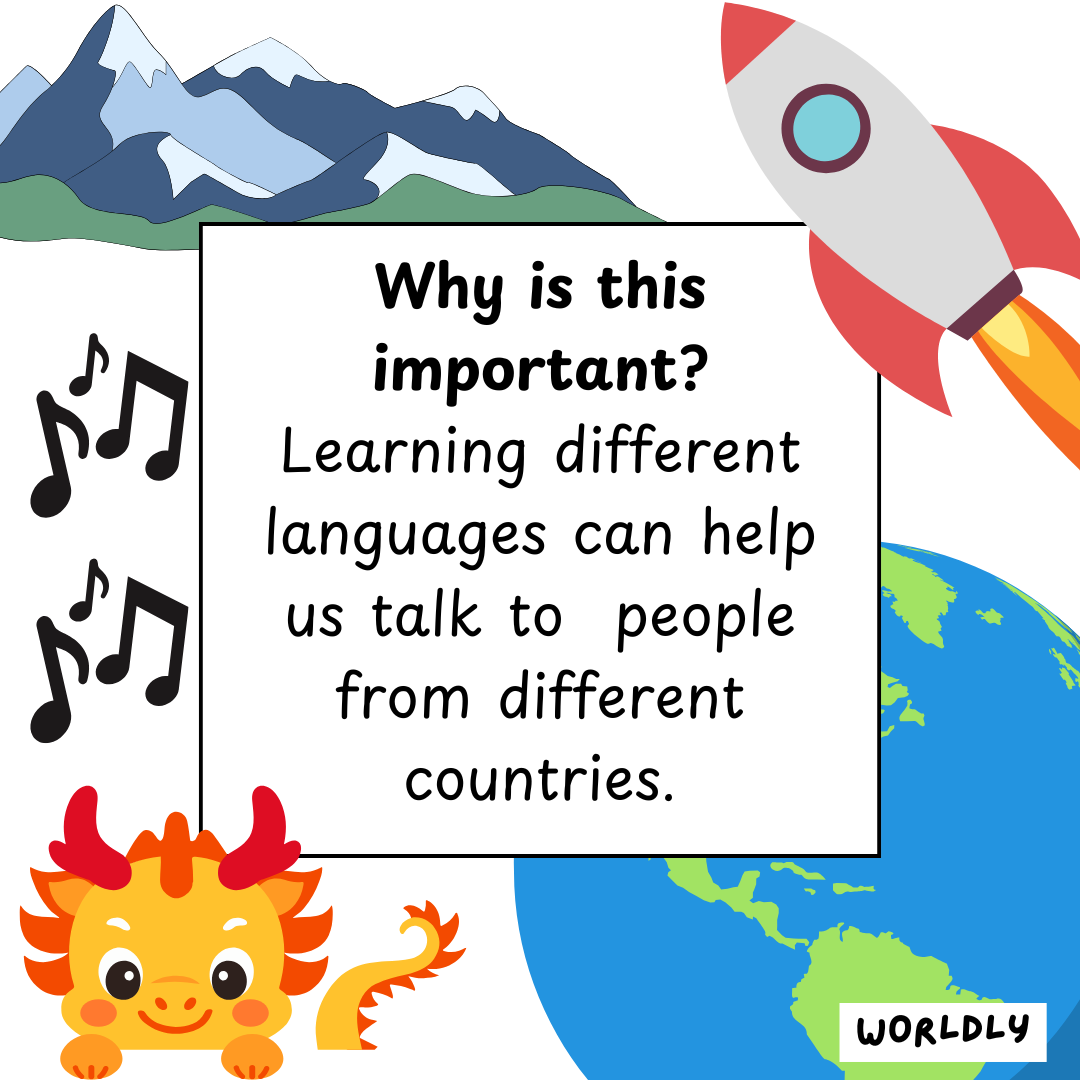 Why is this
important?
Learning different
languages can help
us talk to  people
from different
countries.
WORLDLY